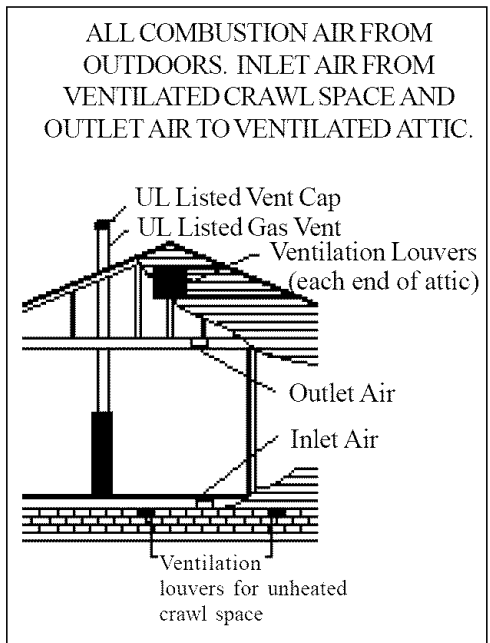 ALL COMBUSTION AIR FROM
OUTDOORS. INLET AIR FROM
VENTILATED CRAWL SPACE AND
OUTLET AIR TO VENTILATED ATTIC.
UL Listed Vent Cap
UL Listed Gas Vent
Ventilation Louvers
(each end of attic)
Outlet Air
Inlet Air
Ventilation
louvers for unheated
crawl space